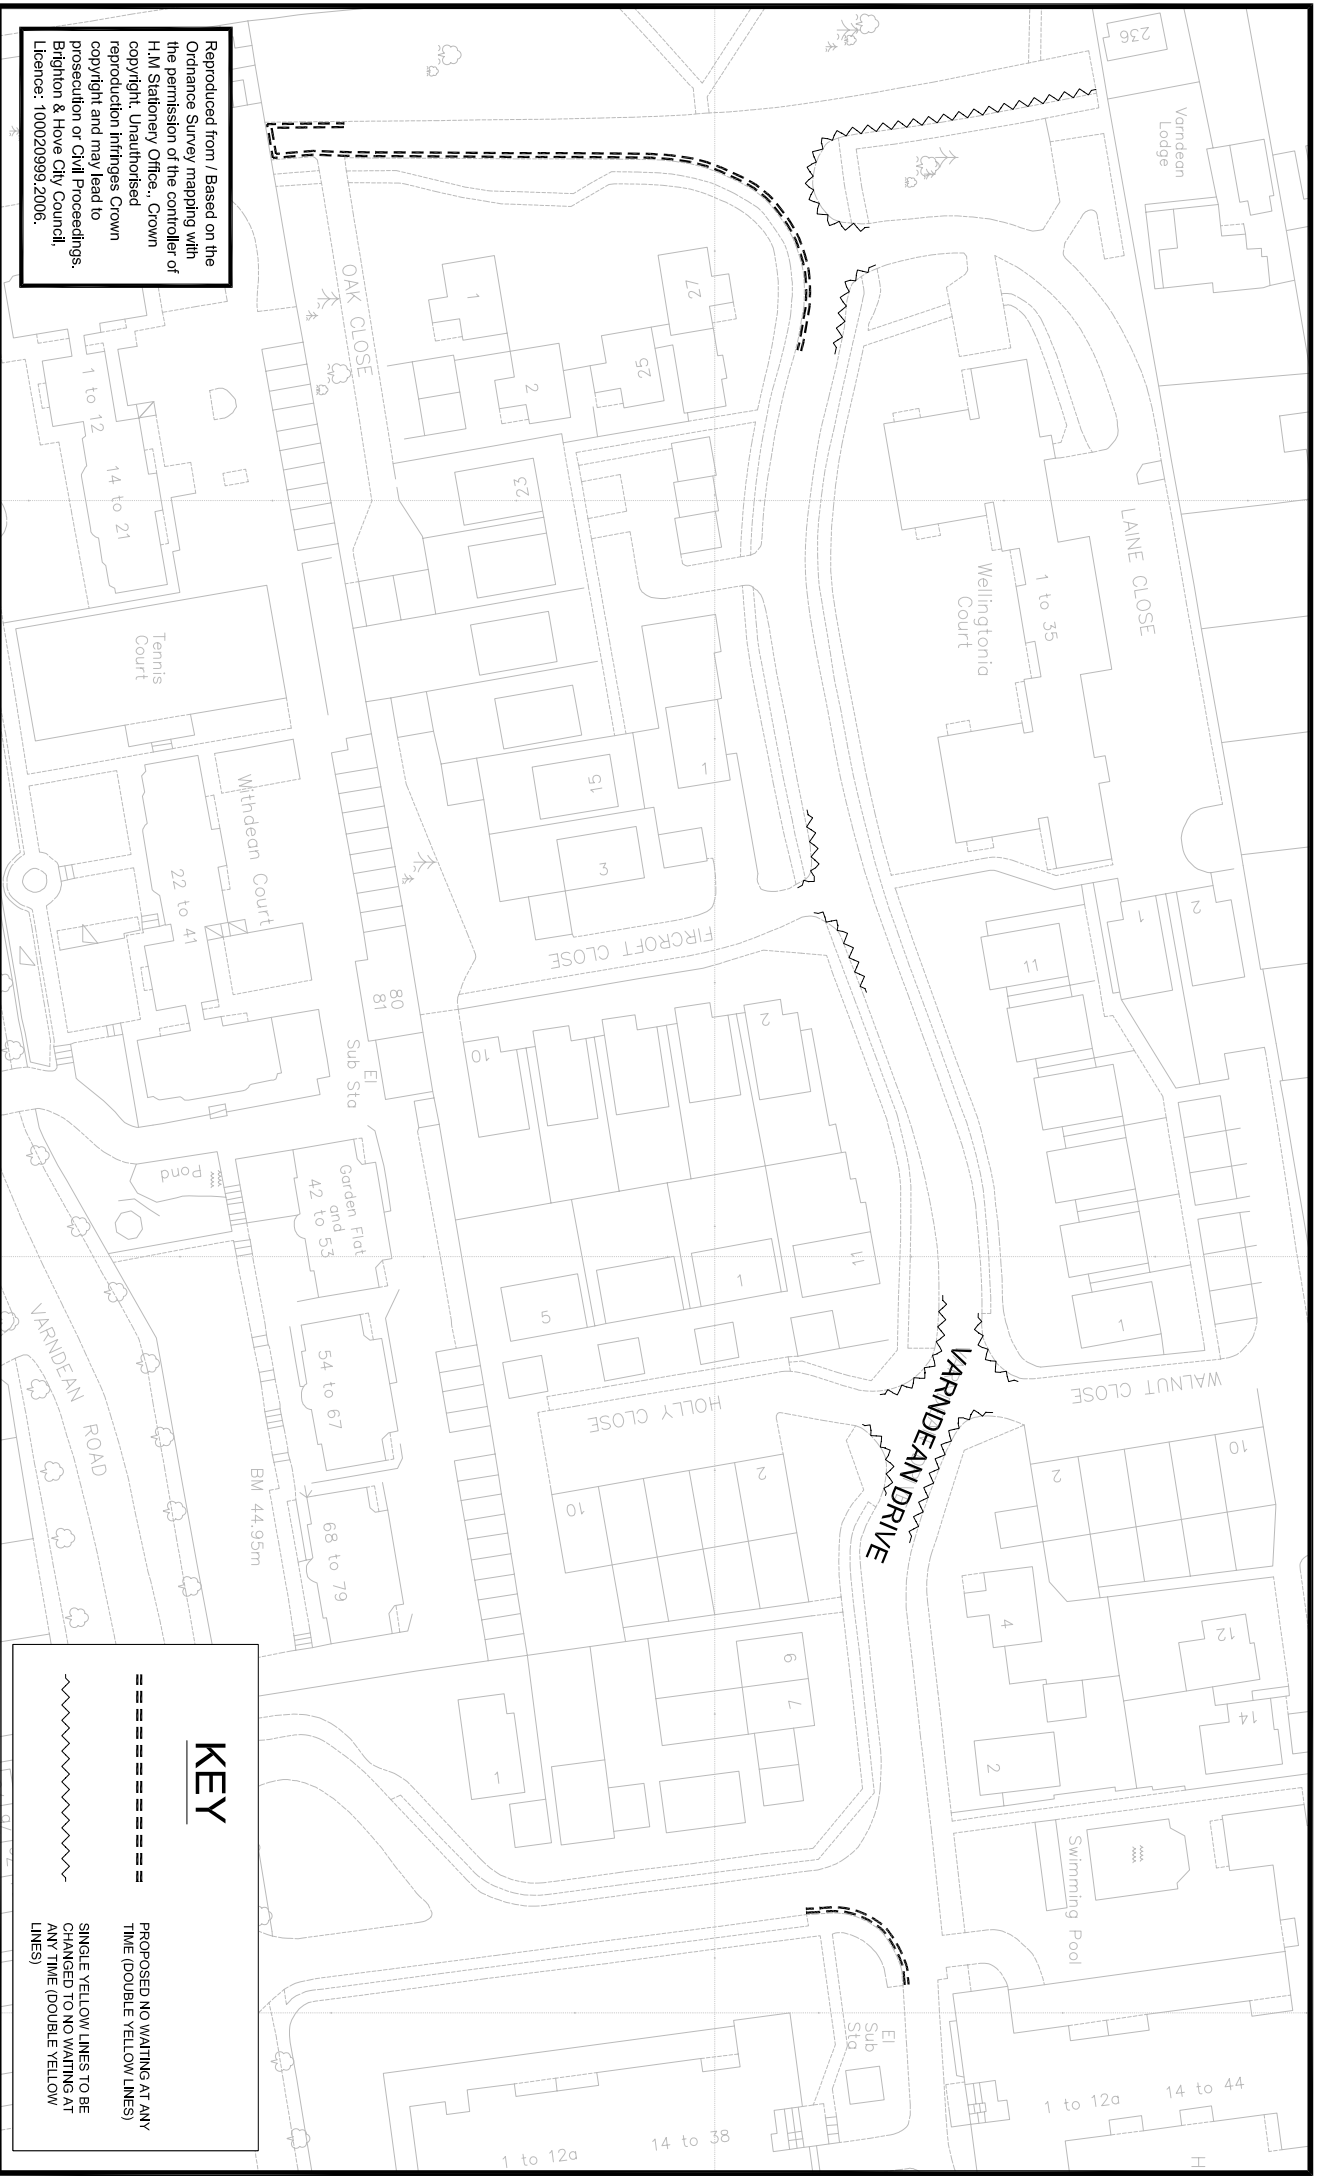 Reproduced from / Based on the
Ordnance Survey mapping with
the permission of the controller of
H.M Stationery Office., Crown
copyright. Unauthorised
reproduction infringes Crown
copyright and may lead to
prosecution or Civil Proceedings.
Brighton & Hove City Council,
Licence: 100020999.2006.
236
Varndean
Lodge
OAK CLOSE
1
2
27
25
23
1 to 12
14 to 21
LAINE CLOSE
1 to 35
Wellingtonia
Court
Tennis
Court
15
1
3
Withdean Court
22 to 41
FIRCROFT CLOSE
11
1
2
80
81
El
Sub Sta
10
2
Pond
Garden Flat
and
42 to 53
5
1
11
1
54 to 67
VARNDEAN DRIVE
WALNUT CLOSE
HOLLY CLOSE
VARNDEAN ROAD
BM 44.95m
68 to 79
10
2
2
10
4
12
14
2
9
7
1
Swimming Pool
El
Sub
Sta
1 to 12a
14 to 38
1 to 12a
14 to 44
H
KEY
PROPOSED NO WAITING AT ANY
TIME (DOUBLE YELLOW LINES)
SINGLE YELLOW LINES TO BE
CHANGED TO NO WAITING AT
ANY TIME (DOUBLE YELLOW
LINES)